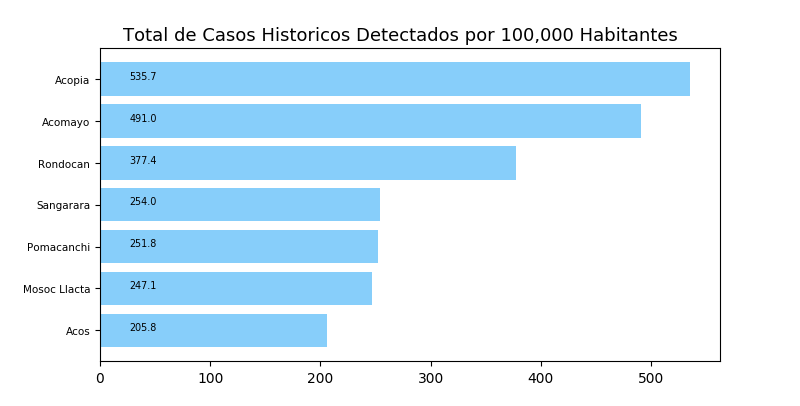 Total de Casos Historicos Detectados por 100,000 Habitantes
Acopia 535.7
Acomayo 491.0
Rondocan 377.4
Sangarara 254.0
Pomacanchi 251.8
Mosoc Llacta 247.1
Acos 205.8
0 100 200 300 400 500